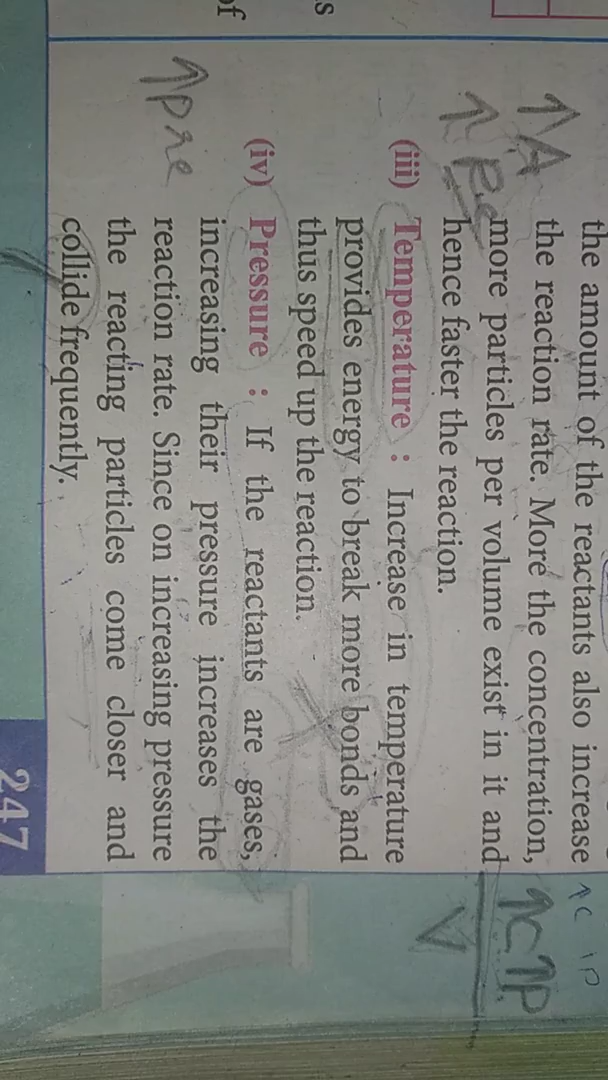 the amount of the reactants also increase
the reaction rate. More the concentration,
more particles per volume exist in it and
hence faster the reaction.
(iii) Temperature : Increase in temperature
provides energy to break more bonds and
thus speed up the reaction.
(iv) Pressure : If the reactants are gases,
increasing their pressure increases the
reaction rate. Since on increasing pressure
the reacting particles come closer and
collide frequently.
↑A
↑pre
↑C ↑P
V
s
of
247